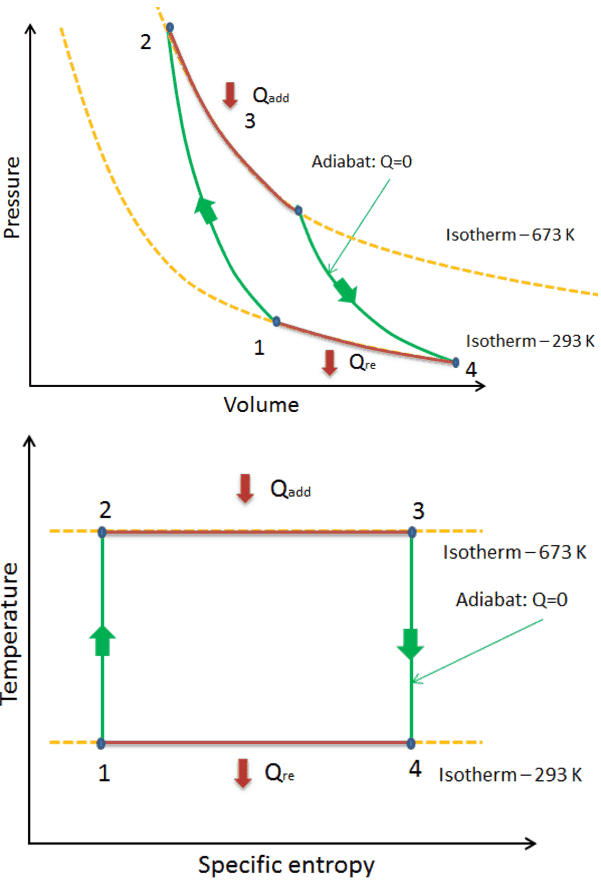 2
Qadd
3
Adiabat: Q=0
Pressure
Isotherm – 673 K
1
Isotherm – 293 K
Qre
4
Volume
Qadd
2
3
Isotherm – 673 K
Adiabat: Q=0
Temperature
1
Qre
4
Isotherm – 293 K
Specific entropy